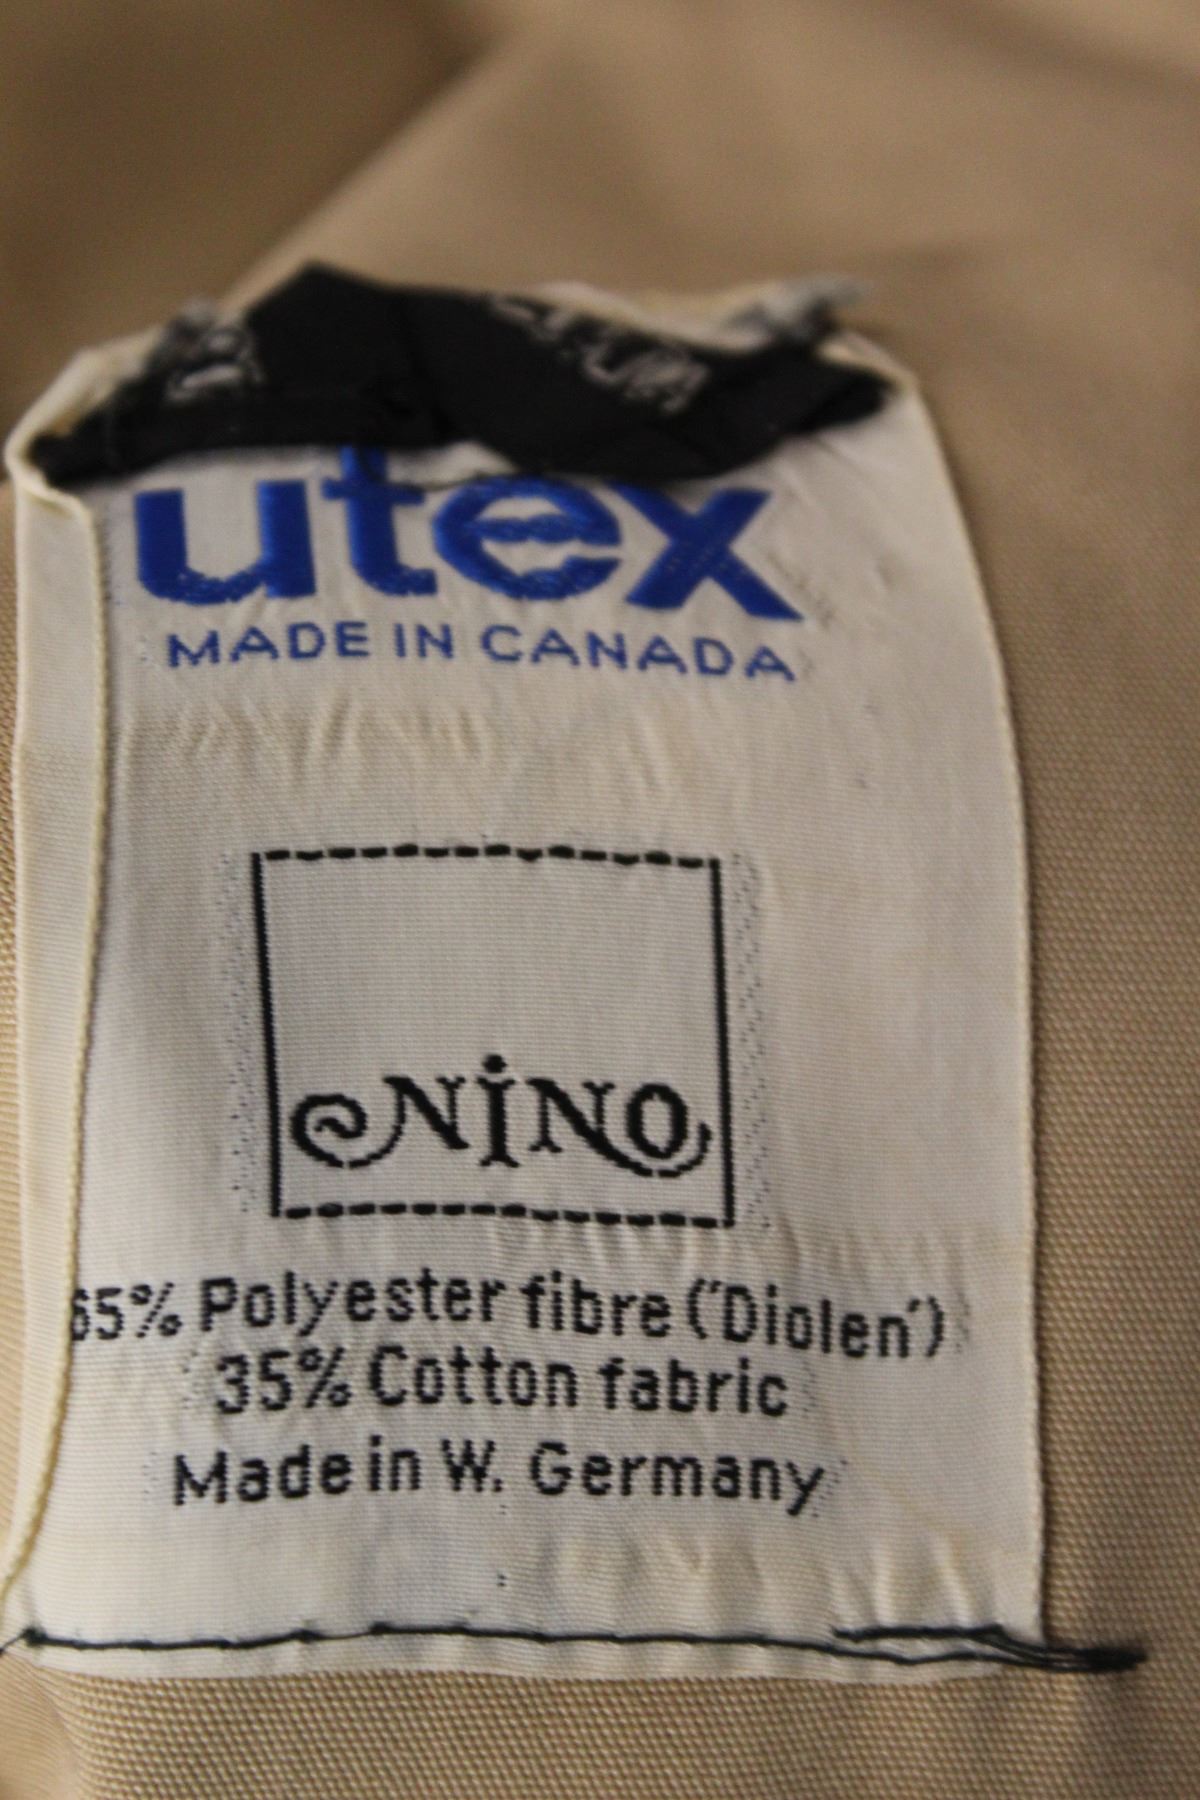 utex
MADE IN CANADA
NINO
65% Polyester fibre ("Diolen")
35% Cotton fabric
Made in W. Germany